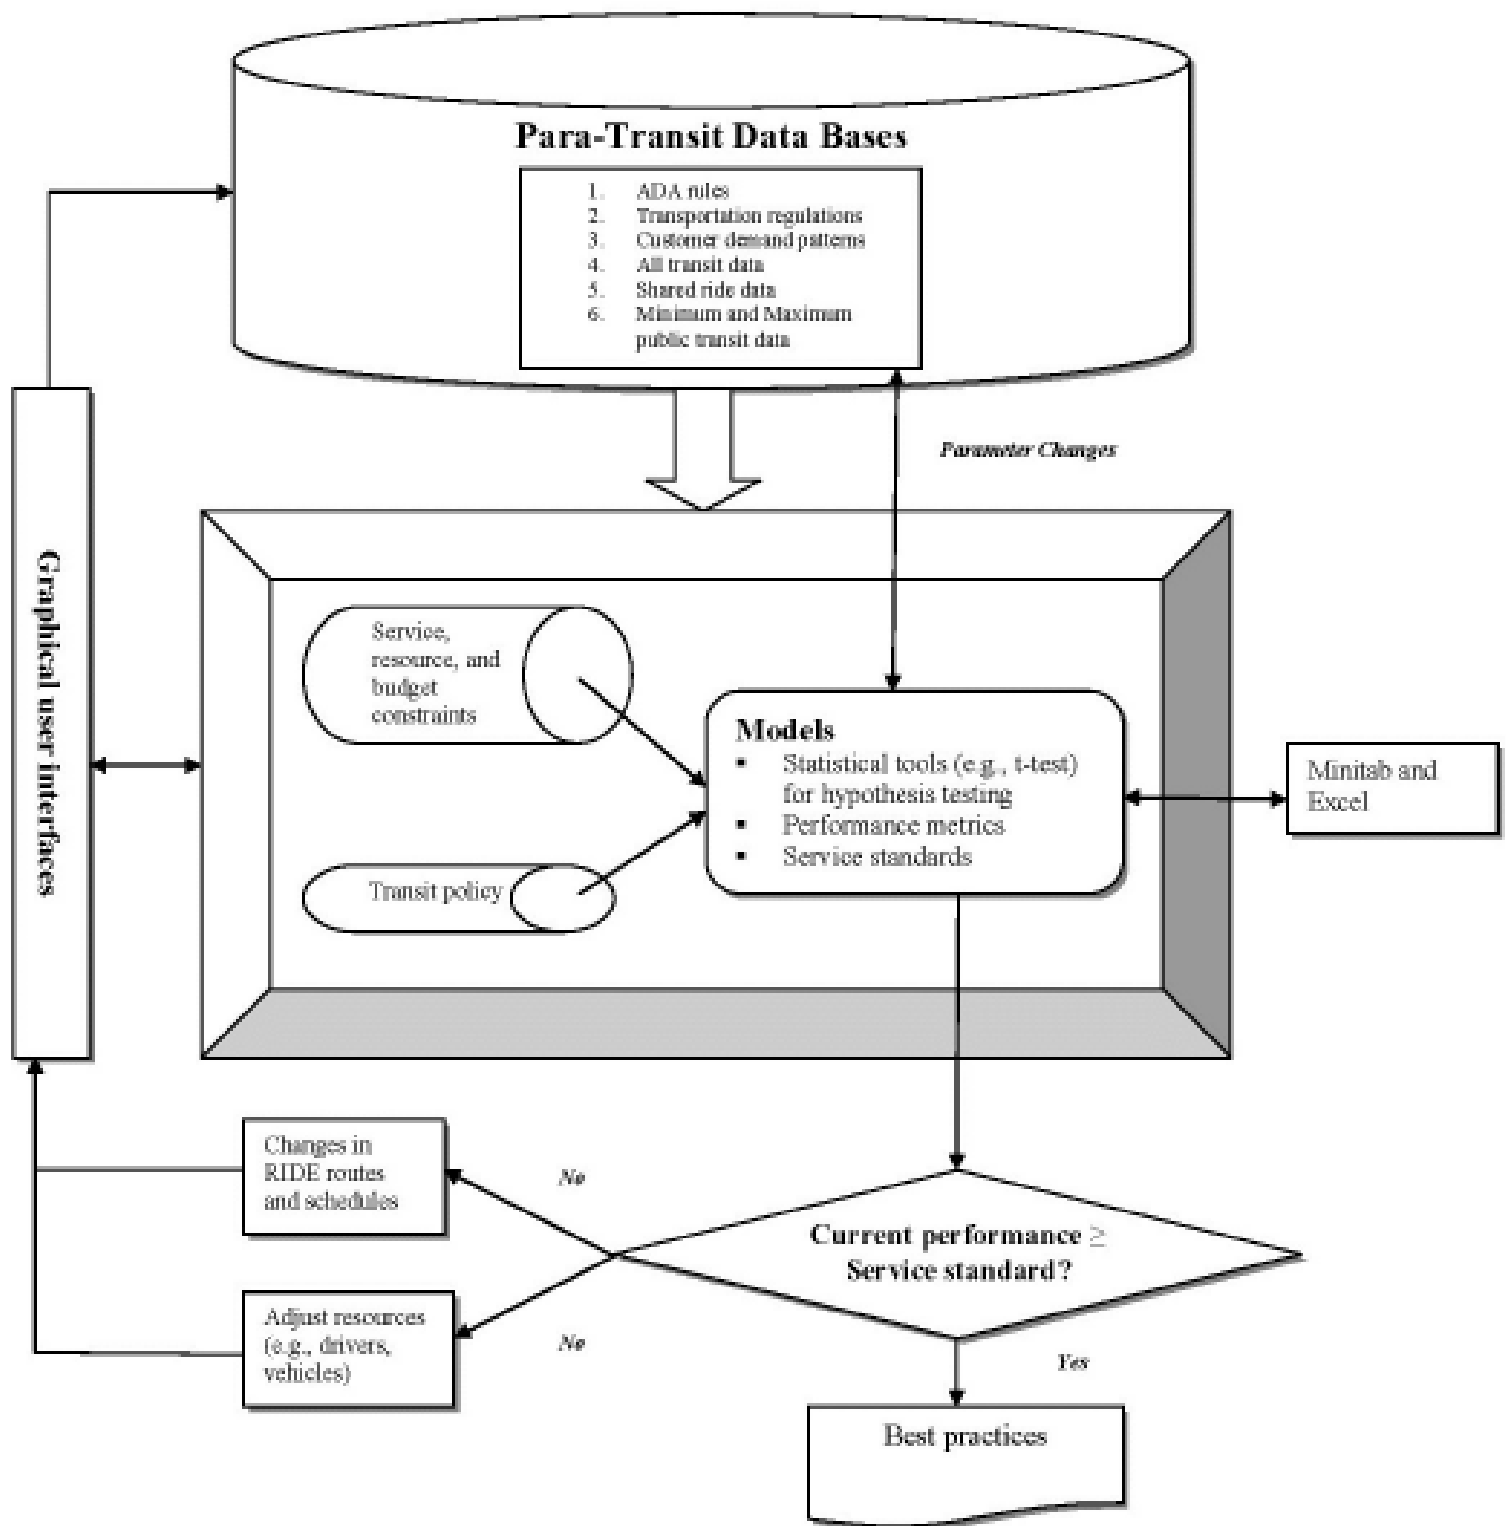 Para-Transit Data Bases
1. ADA rules
2. Transportation regulations
3. Customer demand patterns
4. All transit data
5. Shared ride data
6. Minimum and Maximum
public transit data
Parameter Changes
Graphical user interfaces
Service,
resource, and
budget
constraints
Transit policy
Models
▪ Statistical tools (e.g., t-test)
for hypothesis testing
▪ Performance metrics
▪ Service standards
Minitab and
Excel
Changes in
RIDE routes
and schedules
No
Current performance ≥
Service standard?
Adjust resources
(e.g., drivers,
vehicles)
No
Yes
Best practices